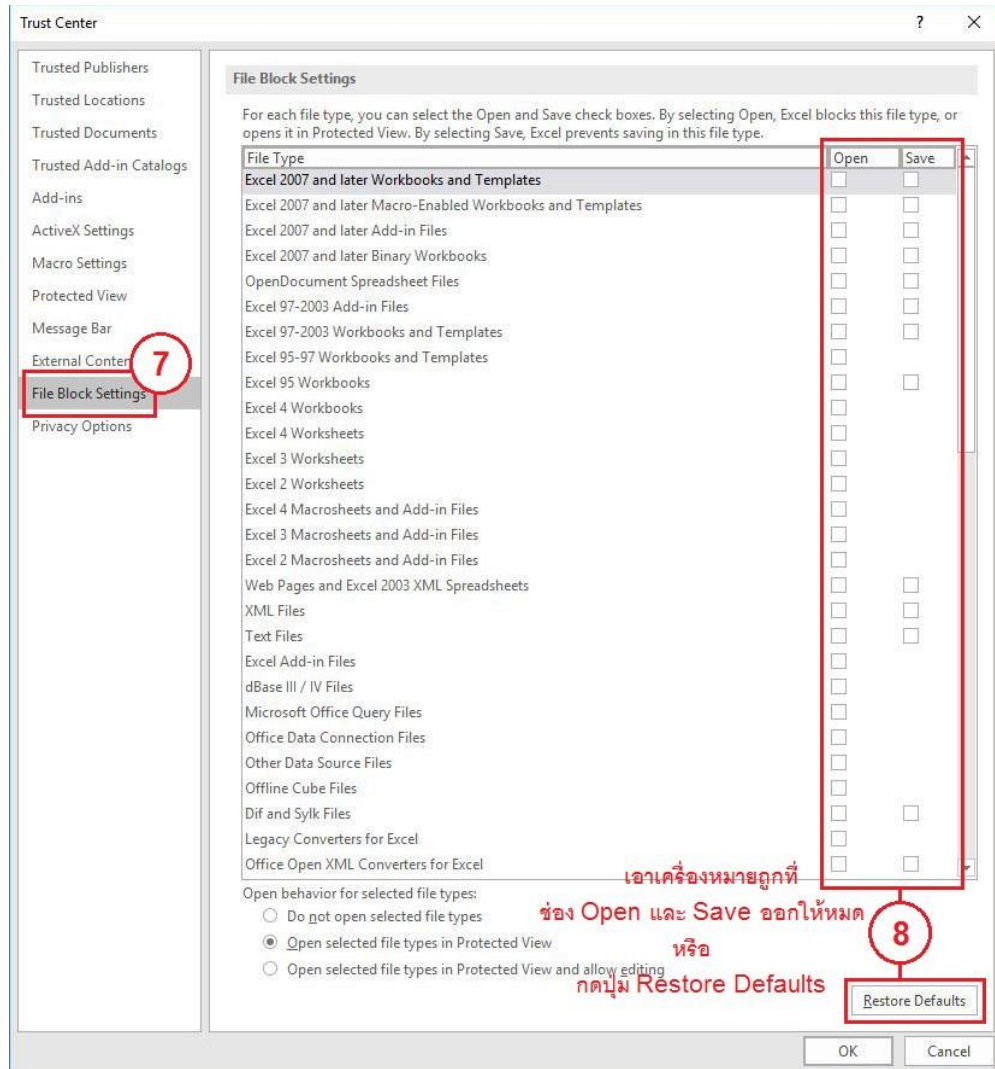 Trust Center
? ×
Trusted Publishers
Trusted Locations
Trusted Documents
Trusted Add-in Catalogs
Add-ins
ActiveX Settings
Macro Settings
Protected View
Message Bar
External Conten
7
File Block Settings
Privacy Options
File Block Settings
For each file type, you can select the Open and Save check boxes. By selecting Open, Excel blocks this file type, or
opens it in Protected View. By selecting Save, Excel prevents saving in this file type.
File Type Open Save
Excel 2007 and later Workbooks and Templates
Excel 2007 and later Macro-Enabled Workbooks and Templates
Excel 2007 and later Add-in Files
Excel 2007 and later Binary Workbooks
OpenDocument Spreadsheet Files
Excel 97-2003 Add-in Files
Excel 97-2003 Workbooks and Templates
Excel 95-97 Workbooks and Templates
Excel 95 Workbooks
Excel 4 Workbooks
Excel 4 Worksheets
Excel 3 Worksheets
Excel 2 Worksheets
Excel 4 Macrosheets and Add-in Files
Excel 3 Macrosheets and Add-in Files
Excel 2 Macrosheets and Add-in Files
Web Pages and Excel 2003 XML Spreadsheets
XML Files
Text Files
Excel Add-in Files
dBase III / IV Files
Microsoft Office Query Files
Office Data Connection Files
Other Data Source Files
Offline Cube Files
Dif and Sylk Files
Legacy Converters for Excel
Office Open XML Converters for Excel
Open behavior for selected file types:
Do not open selected file types
Open selected file types in Protected View
Open selected file types in Protected View and allow editing
เอาเครื่องหมายถูกที่
ช่อง Open และ Save ออกให้หมด
หรือ
กดปุ่ม Restore Defaults
8
Restore Defaults
OK Cancel